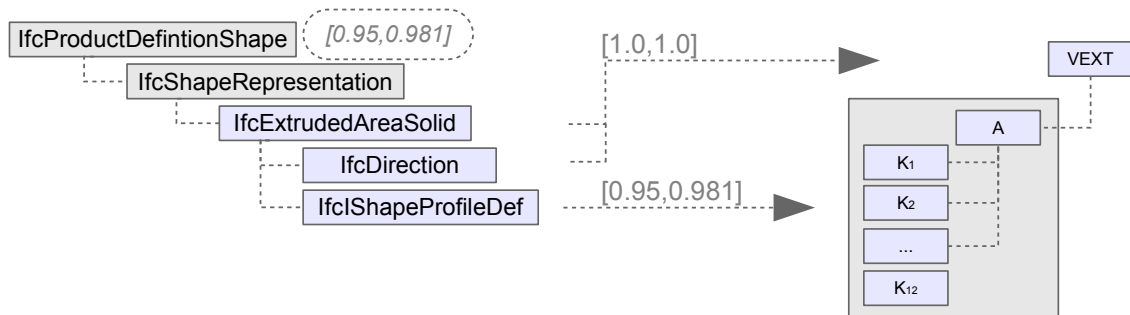 IfcProductDefintionShape
[0.95,0.981]
[1.0,1.0]
VEXT
IfcShapeRepresentation
IfcExtrudedAreaSolid
A
IfcDirection
K1
[0.95,0.981]
IfcIShapeProfileDef
K2
...
K12